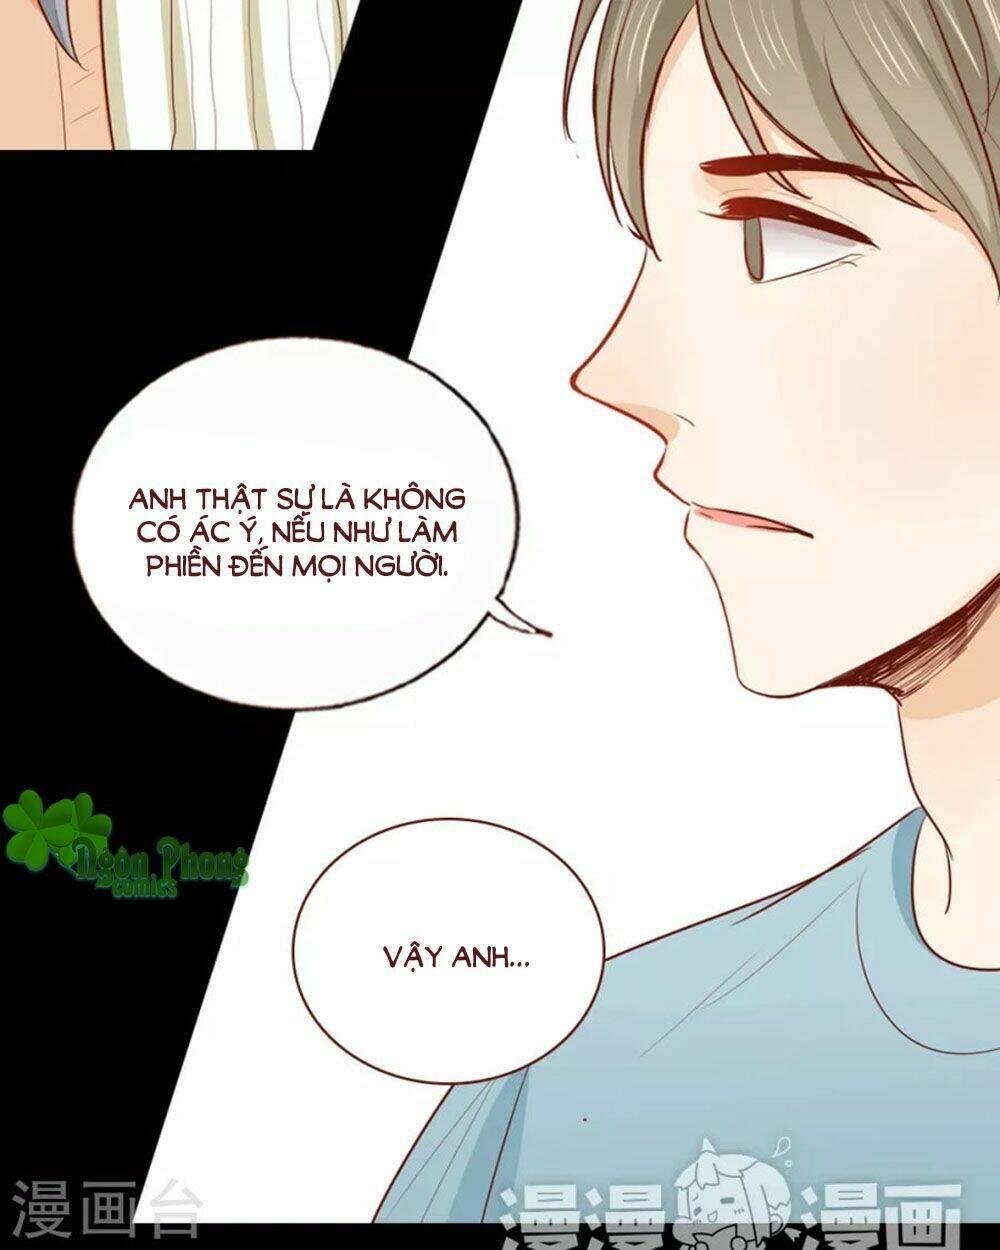 ANH THẬT SỰ LÀ KHÔNG
CÓ ÁC Ý, NẾU NHƯ LÀM
PHIỀN ĐẾN MỌI NGƯỜI.
Ngôn Phong
comics
VẬY ANH...
漫画台
漫漫漫画